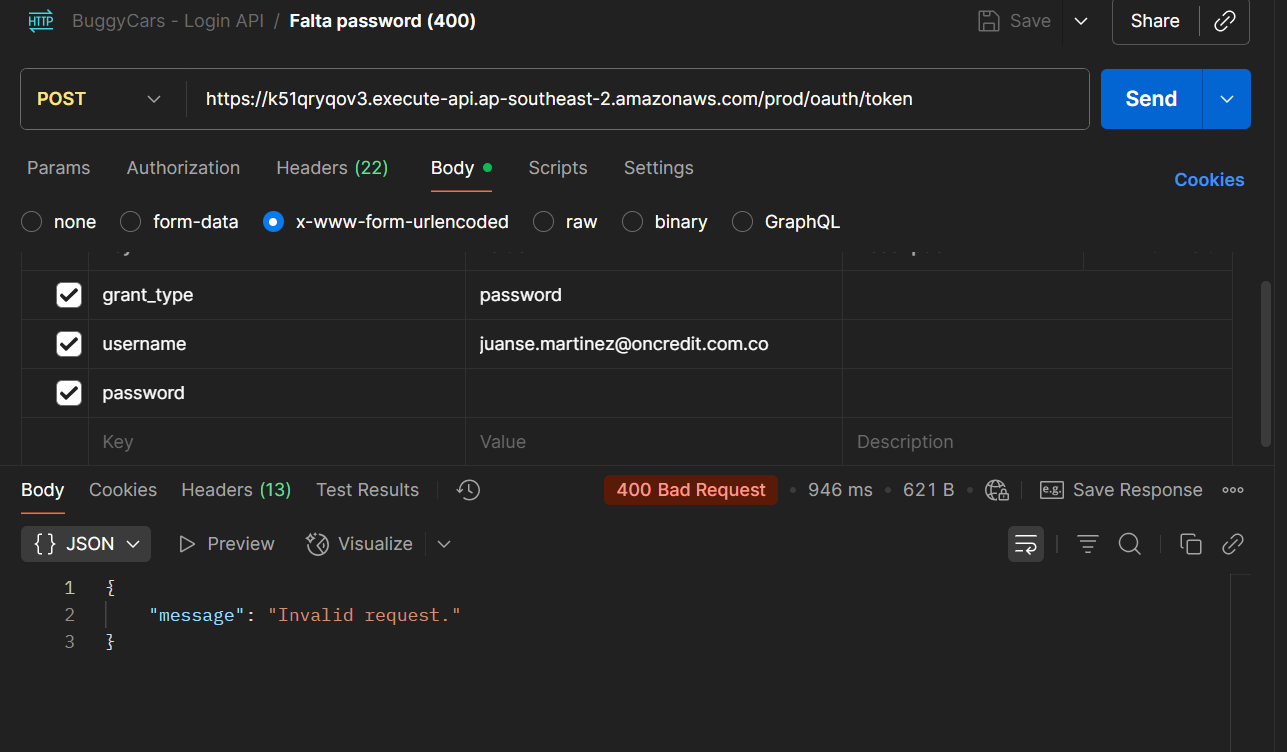 HTTP BuggyCars - Login API / Falta password (400) Save Share
POST https://k51qryqov3.execute-api.ap-southeast-2.amazonaws.com/prod/oauth/token Send
Params Authorization Headers (22) Body Scripts Settings Cookies
none form-data x-www-form-urlencoded raw binary GraphQL
grant_type password
username juanse.martinez@oncredit.com.co
password
Key Value Description
Body Cookies Headers (13) Test Results 400 Bad Request 946 ms 621 B e.g. Save Response
{} JSON Preview Visualize
1 {
2 "message": "Invalid request."
3 }